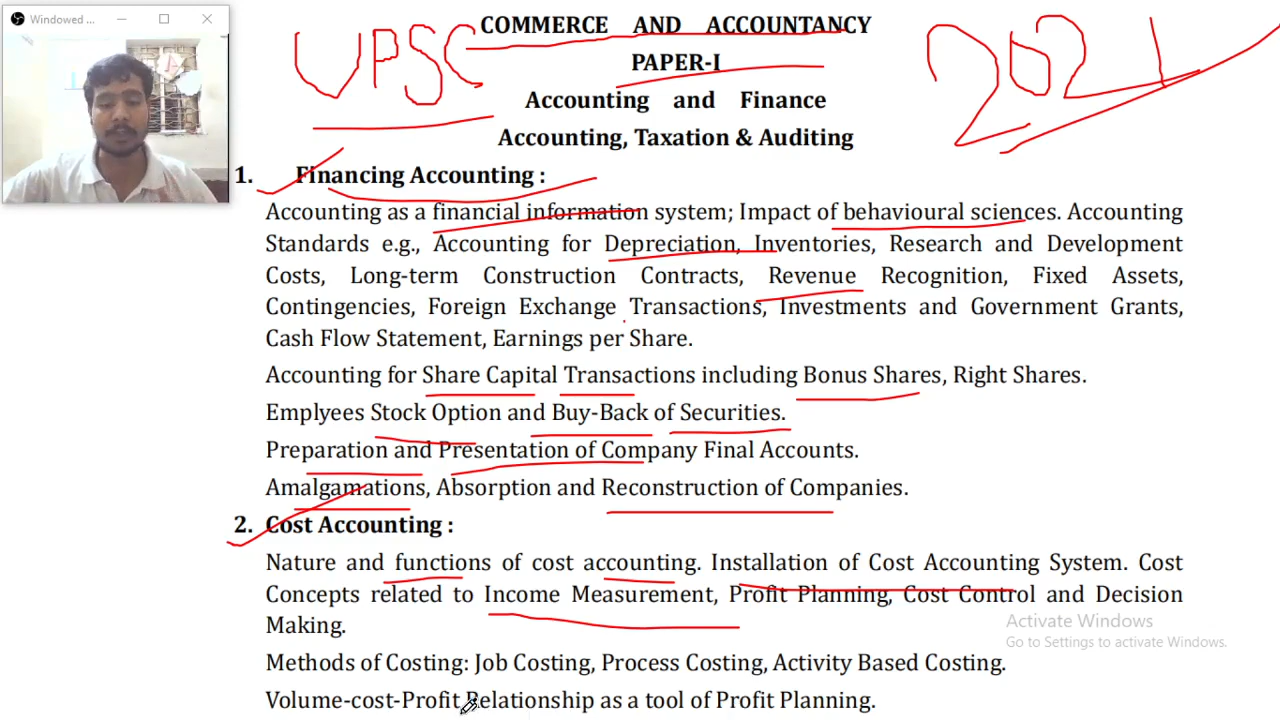 Windowed ...
UPSC
COMMERCE AND ACCOUNTANCY
2021
PAPER-I
Accounting and Finance
Accounting, Taxation & Auditing
1. Financing Accounting :
Accounting as a financial information system; Impact of behavioural sciences. Accounting
Standards e.g., Accounting for Depreciation, Inventories, Research and Development
Costs, Long-term Construction Contracts, Revenue Recognition, Fixed Assets,
Contingencies, Foreign Exchange Transactions, Investments and Government Grants,
Cash Flow Statement, Earnings per Share.
Accounting for Share Capital Transactions including Bonus Shares, Right Shares.
Emplyees Stock Option and Buy-Back of Securities.
Preparation and Presentation of Company Final Accounts.
Amalgamations, Absorption and Reconstruction of Companies.
2. Cost Accounting :
Nature and functions of cost accounting. Installation of Cost Accounting System. Cost
Concepts related to Income Measurement, Profit Planning, Cost Control and Decision
Making.
Activate Windows
Go to Settings to activate Windows.
Methods of Costing: Job Costing, Process Costing, Activity Based Costing.
Volume-cost-Profit Relationship as a tool of Profit Planning.